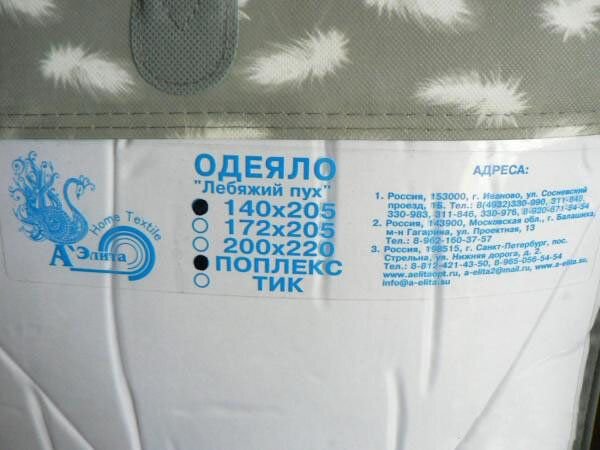 Home Textile
А Элита
ОДЕЯЛО
"Лебяжий пух"
140х205
172х205
200х220
ПОПЛЕКС
ТИК
АДРЕСА:
1. Россия, 153000, г. Иваново, ул. Сосневский
проезд, 15. Тел.: 8(4932)330-990, 311-848,
330-983, 311-846, 330-976, 8-920-671-84-54
2. Россия, 143900, Московская обл., г. Балашиха,
м-н Гагарина, ул. Проектная, 13
Тел.: 8-962-160-37-57
3. Россия, 198515, г. Санкт-Петербург, пос.
Стрельна, ул. Нижняя дорога, д. 2.
Тел.: 8-812-421-43-50, 8-965-056-54-54
www.aelitaopt.ru, a-elita2@mail.ru, www.a-elita.su
info@a-elita.su